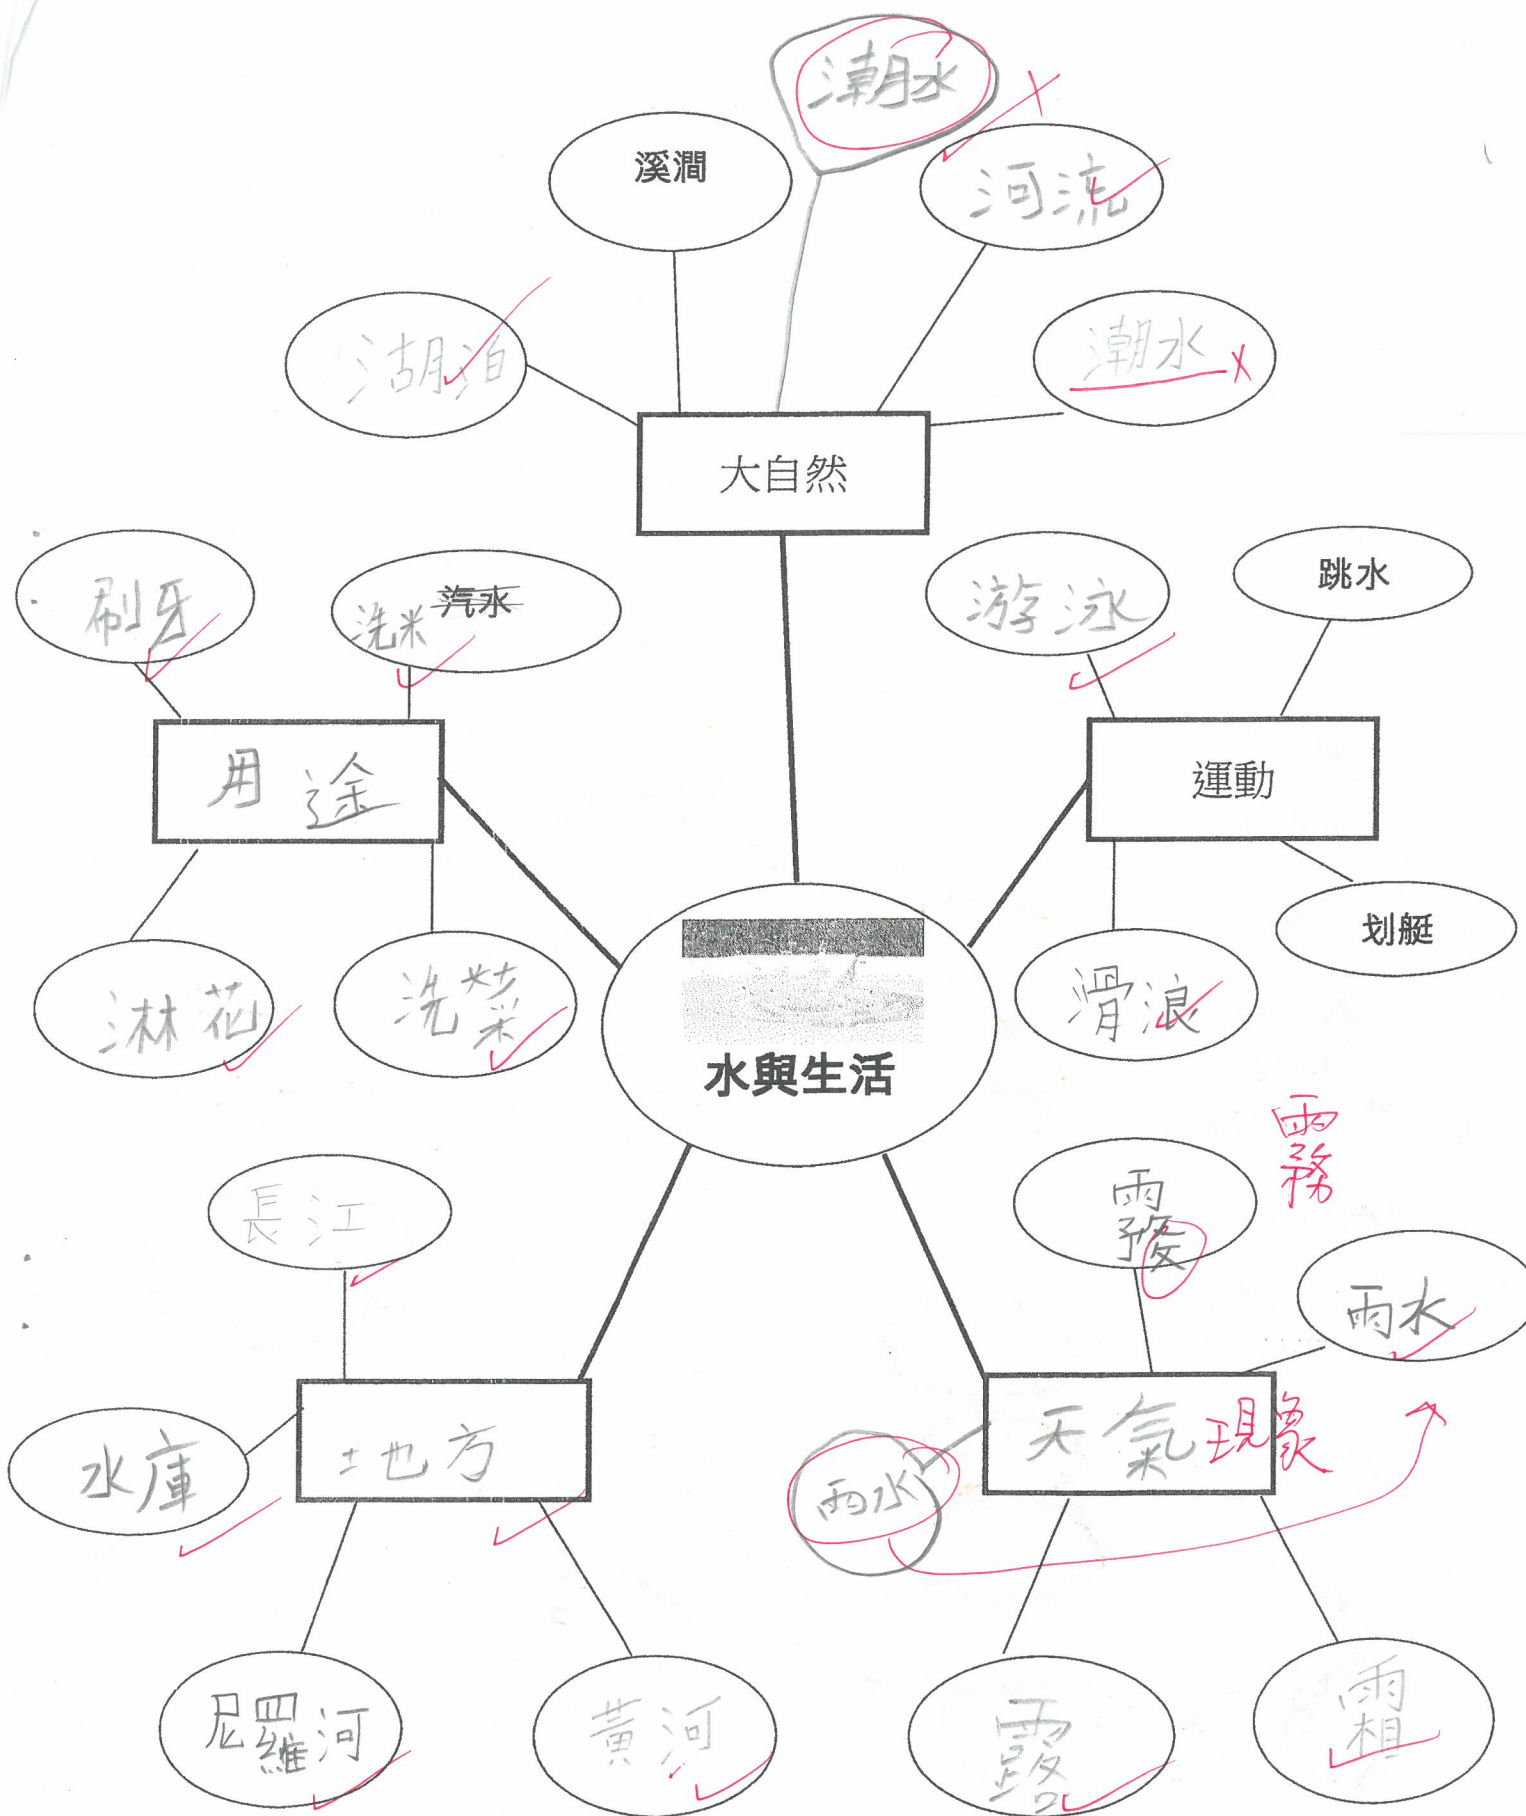 潮水
溪澗
河流
湖泊
潮水
大自然
刷牙
洗米 汽水
游泳
跳水
用途
運動
划艇
淋花
洗菜
滑浪
水與生活
霧
長江
雨水
水庫
地方
天氣現象
雨水
尼羅河
黃河
露
霜